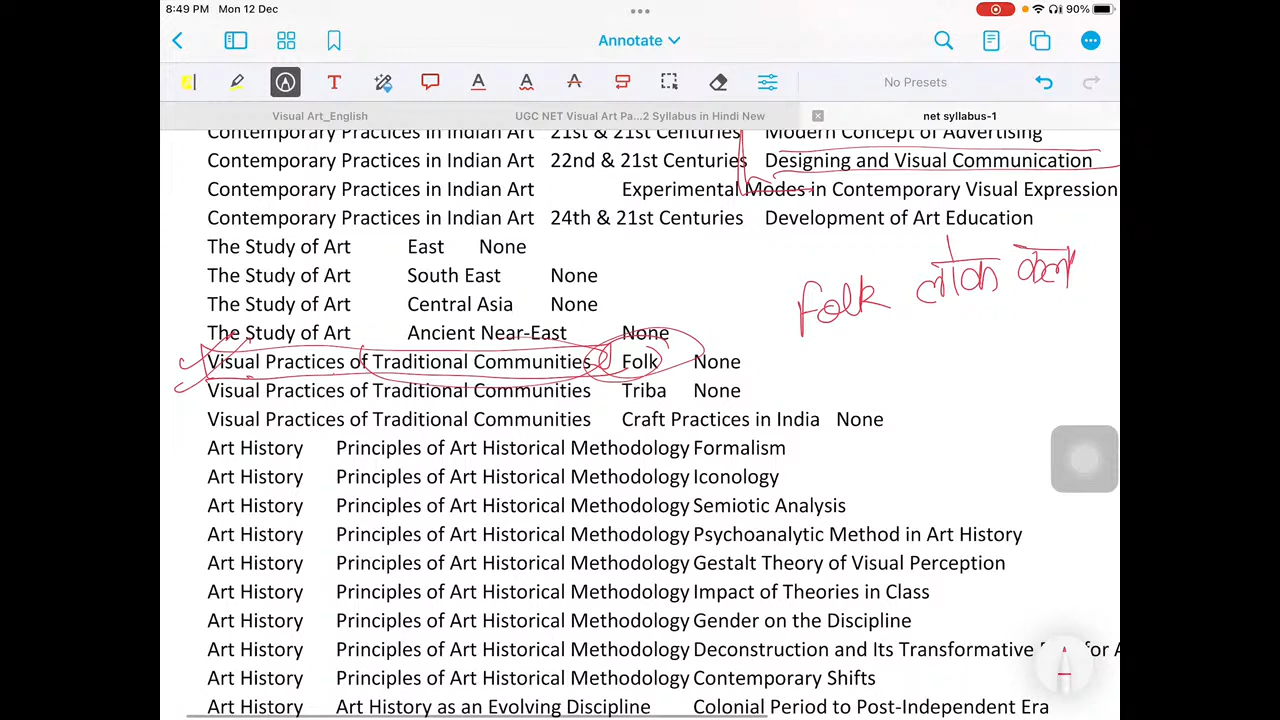 8:49 PM Mon 12 Dec 90%
Annotate
T A A A No Presets
Visual Art_English UGC NET Visual Art Pa...2 Syllabus in Hindi New net syllabus-1
Contemporary Practices in Indian Art 21st & 21st Centuries Modern Concept of Advertising
Contemporary Practices in Indian Art 22nd & 21st Centuries Designing and Visual Communication
Contemporary Practices in Indian Art Experimental Modes in Contemporary Visual Expression
Contemporary Practices in Indian Art 24th & 21st Centuries Development of Art Education
The Study of Art East None
The Study of Art South East None
The Study of Art Central Asia None
folk लोक कला
The Study of Art Ancient Near-East None
Visual Practices of Traditional Communities Folk None
Visual Practices of Traditional Communities Triba None
Visual Practices of Traditional Communities Craft Practices in India None
Art History Principles of Art Historical Methodology Formalism
Art History Principles of Art Historical Methodology Iconology
Art History Principles of Art Historical Methodology Semiotic Analysis
Art History Principles of Art Historical Methodology Psychoanalytic Method in Art History
Art History Principles of Art Historical Methodology Gestalt Theory of Visual Perception
Art History Principles of Art Historical Methodology Impact of Theories in Class
Art History Principles of Art Historical Methodology Gender on the Discipline
Art History Principles of Art Historical Methodology Deconstruction and Its Transformative for A
Art History Principles of Art Historical Methodology Contemporary Shifts
Art History Art History as an Evolving Discipline Colonial Period to Post-Independent Era